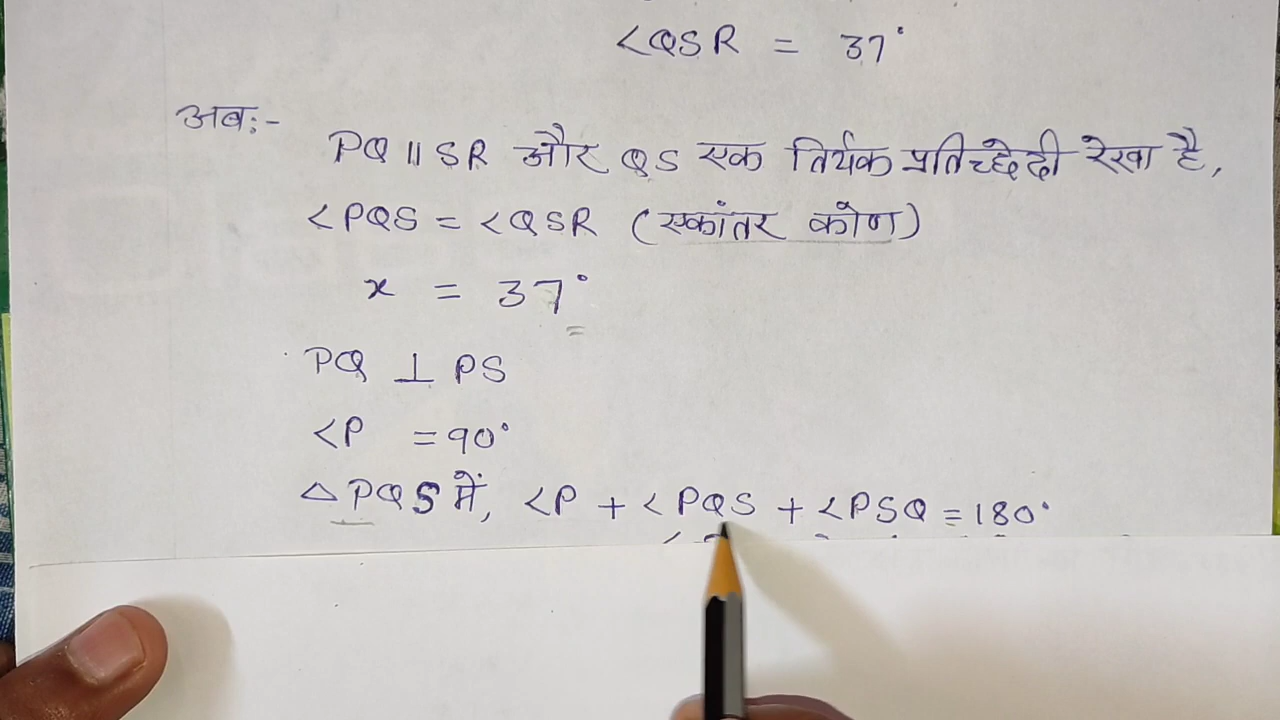 <QSR = 37°
अब:-
PQ || SR और QS एक तिर्यक प्रतिच्छेदी रेखा है,
<PQS = <QSR (एकांतर कोण)
x = 37°
PQ ⊥ PS
<P = 90°
△PQS में, <P + <PQS + <PSQ = 180°